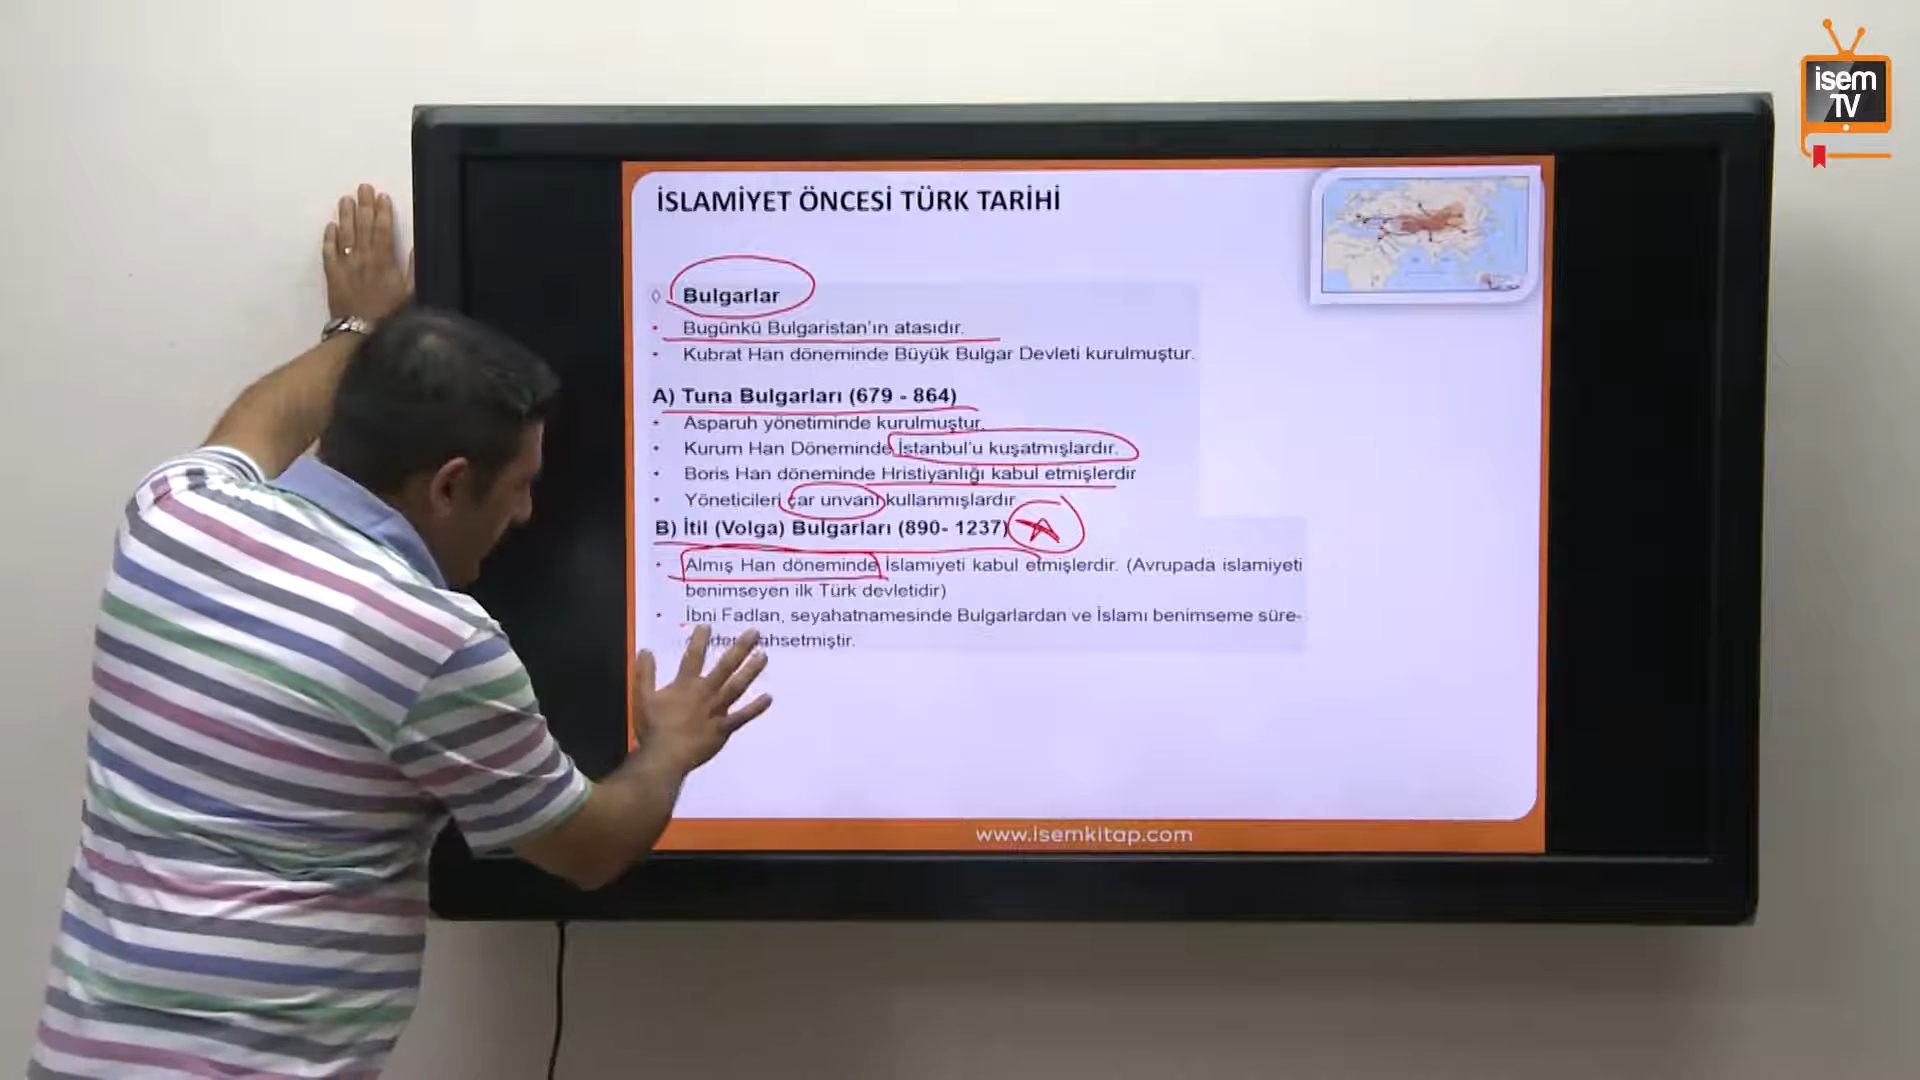 isem
TV
İSLAMİYET ÖNCESİ TÜRK TARİHİ
Bulgarlar
• Bugünkü Bulgaristan'ın atasıdır.
• Kubrat Han döneminde Büyük Bulgar Devleti kurulmuştur.
A) Tuna Bulgarları (679 - 864)
• Asparuh yönetiminde kurulmuştur.
• Kurum Han Döneminde İstanbul'u kuşatmışlardır.
• Boris Han döneminde Hristiyanlığı kabul etmişlerdir
• Yöneticileri çar unvanı kullanmışlardır
B) İtil (Volga) Bulgarları (890- 1237)
• Almış Han döneminde İslamiyeti kabul etmişlerdir. (Avrupada islamiyeti
benimseyen ilk Türk devletidir)
• İbni Fadlan, seyahatnamesinde Bulgarlardan ve İslamı benimseme süre-
www.isemkitap.com